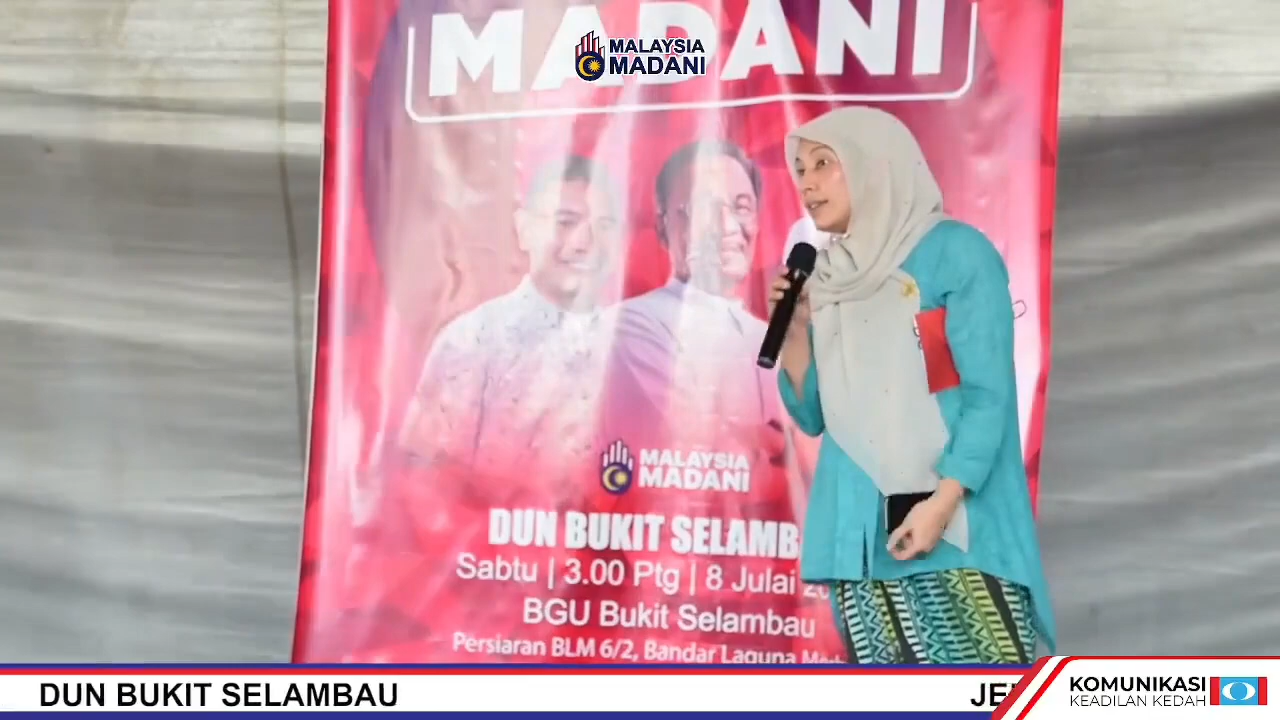 MADANI
MALAYSIA
MADANI
MALAYSIA
MADANI
DUN BUKIT
Sabtu | 3.00 Ptg | 8 Julai
BGU Bukit Selambau
Persiaran BLM 6/2, Bandar Laguna
DUN BUKIT SELAMBAU
KOMUNIKASI
KEADILAN KEDAH